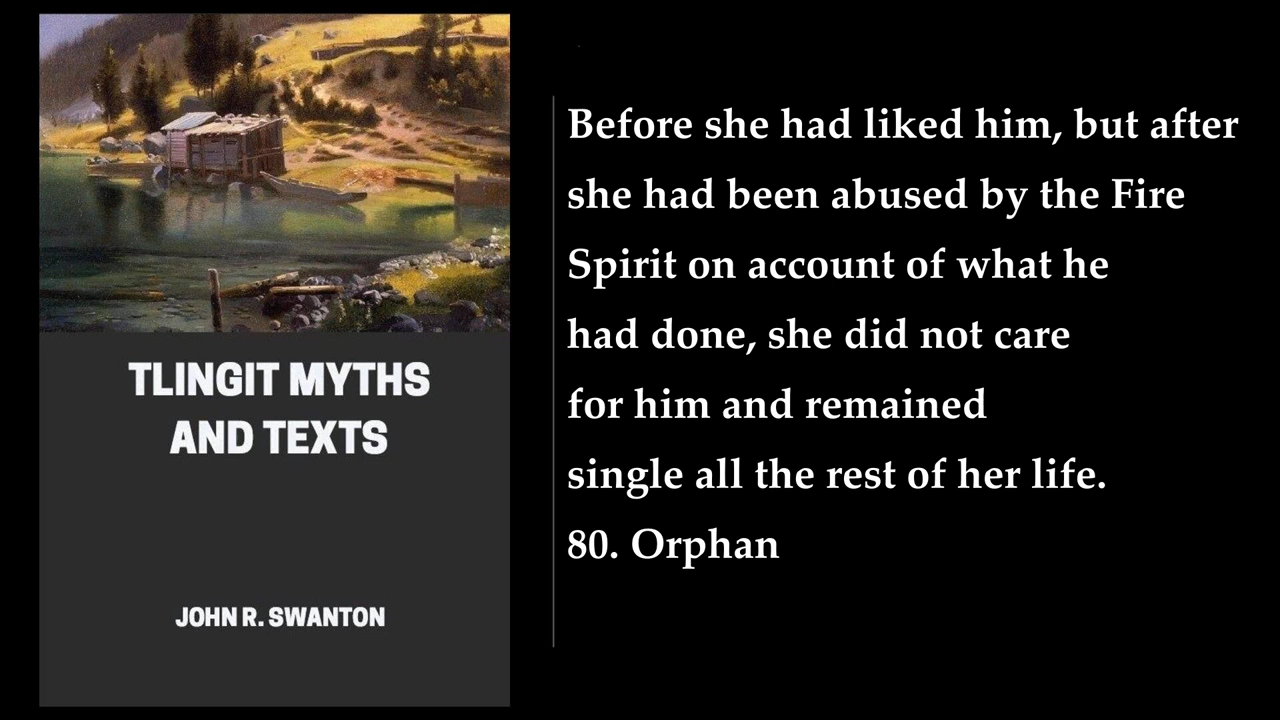 TLINGIT MYTHS
AND TEXTS
JOHN R. SWANTON
Before she had liked him, but after
she had been abused by the Fire
Spirit on account of what he
had done, she did not care
for him and remained
single all the rest of her life.
80. Orphan